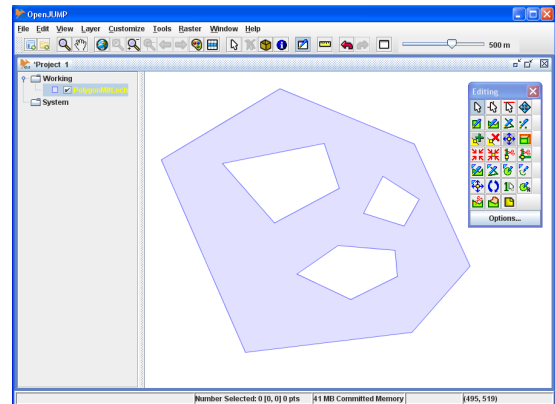 OpenJUMP
File Edit View Layer Customize Tools Raster Window Help
500 m
'Project 1
Working
System
Editing
Options...
Number Selected: 0 [0, 0] 0 pts 41 MB Committed Memory (495, 519)